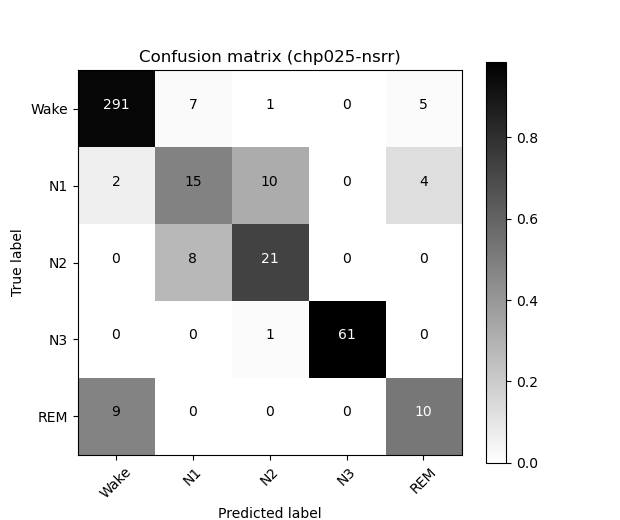 Confusion matrix (chp025-nsrr)
Wake 291 7 1 0 5
N1 2 15 10 0 4
N2 0 8 21 0 0
N3 0 0 1 61 0
REM 9 0 0 0 10
Wake N1 N2 N3 REM
Predicted label
True label
0.8
0.6
0.4
0.2
0.0